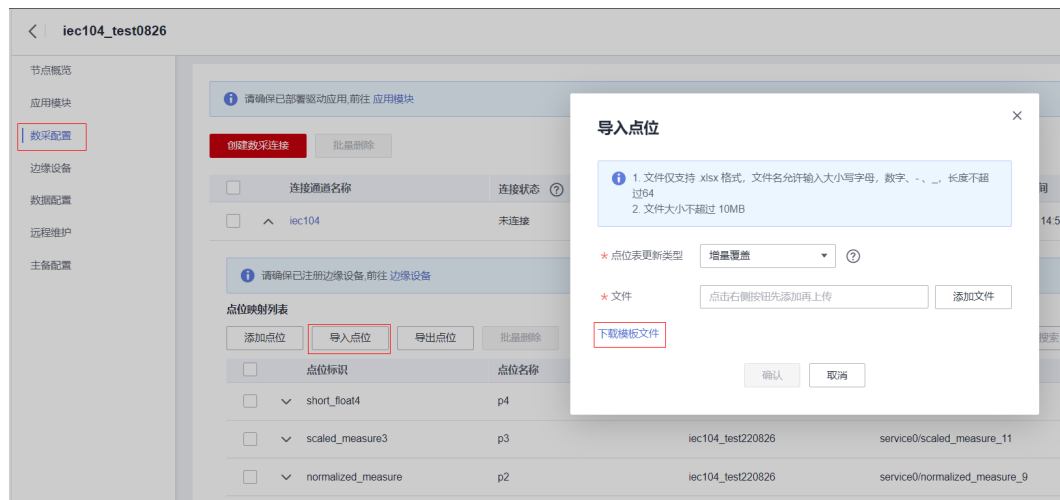 iec104_test0826
节点概览
应用模块
数采配置
边缘设备
数据配置
远程维护
主备配置
请确保已部署驱动应用,前往 应用模块
创建数采连接 批量删除
连接通道名称 连接状态 间
iec104 未连接 14:5
请确保已注册边缘设备,前往 边缘设备
点位映射列表
添加点位 导入点位 导出点位 批量删除 搜索
点位标识 点位名称
short_float4 p4
scaled_measure3 p3 iec104_test220826 service0/scaled_measure_11
normalized_measure p2 iec104_test220826 service0/normalized_measure_9
导入点位
1. 文件仅支持 .xlsx 格式，文件名允许输入大小写字母，数字、-、_，长度不超
过64
2. 文件大小不超过 10MB
* 点位表更新类型 增量覆盖
* 文件 点击右侧按钮先添加再上传 添加文件
下载模板文件
确认 取消